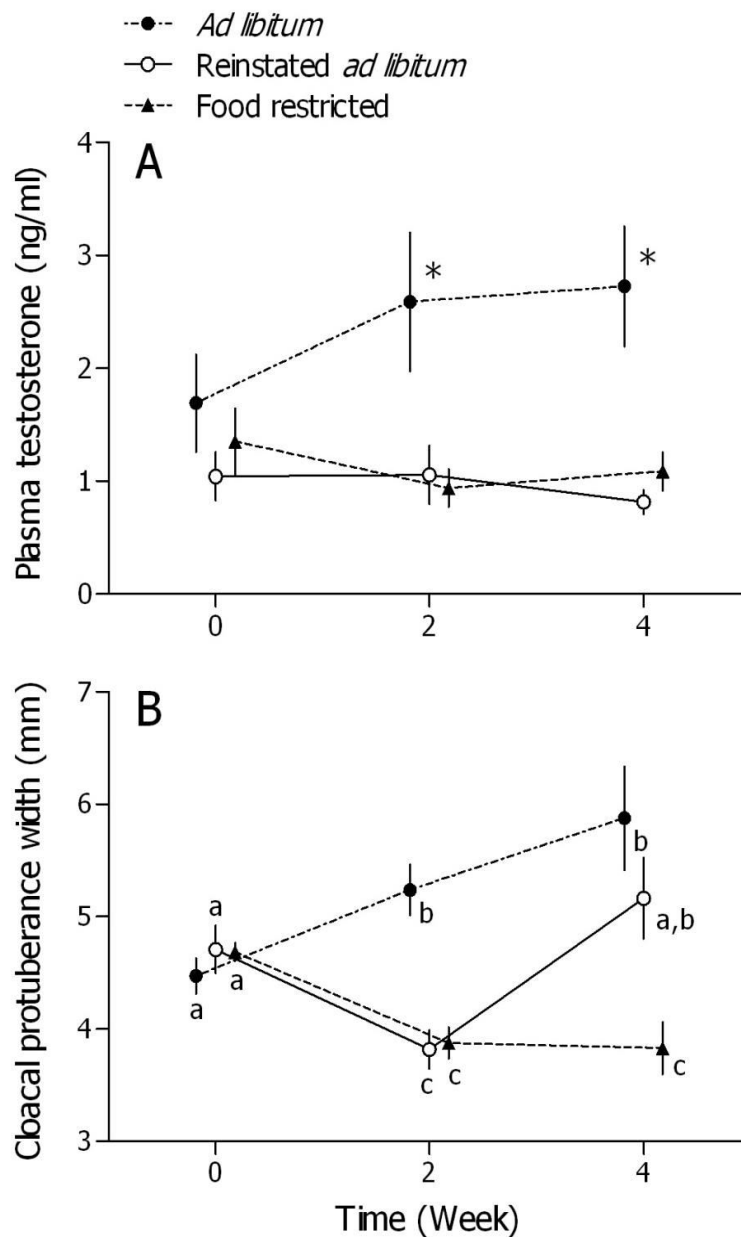 Ad libitum
Reinstated ad libitum
Food restricted
A
Plasma testosterone (ng/ml)
4
3
2
1
0
*
*
0 2 4
B
Cloacal protuberance width (mm)
7
6
5
4
3
a
a
a
b
b
a,b
c
c
c
0 2 4
Time (Week)